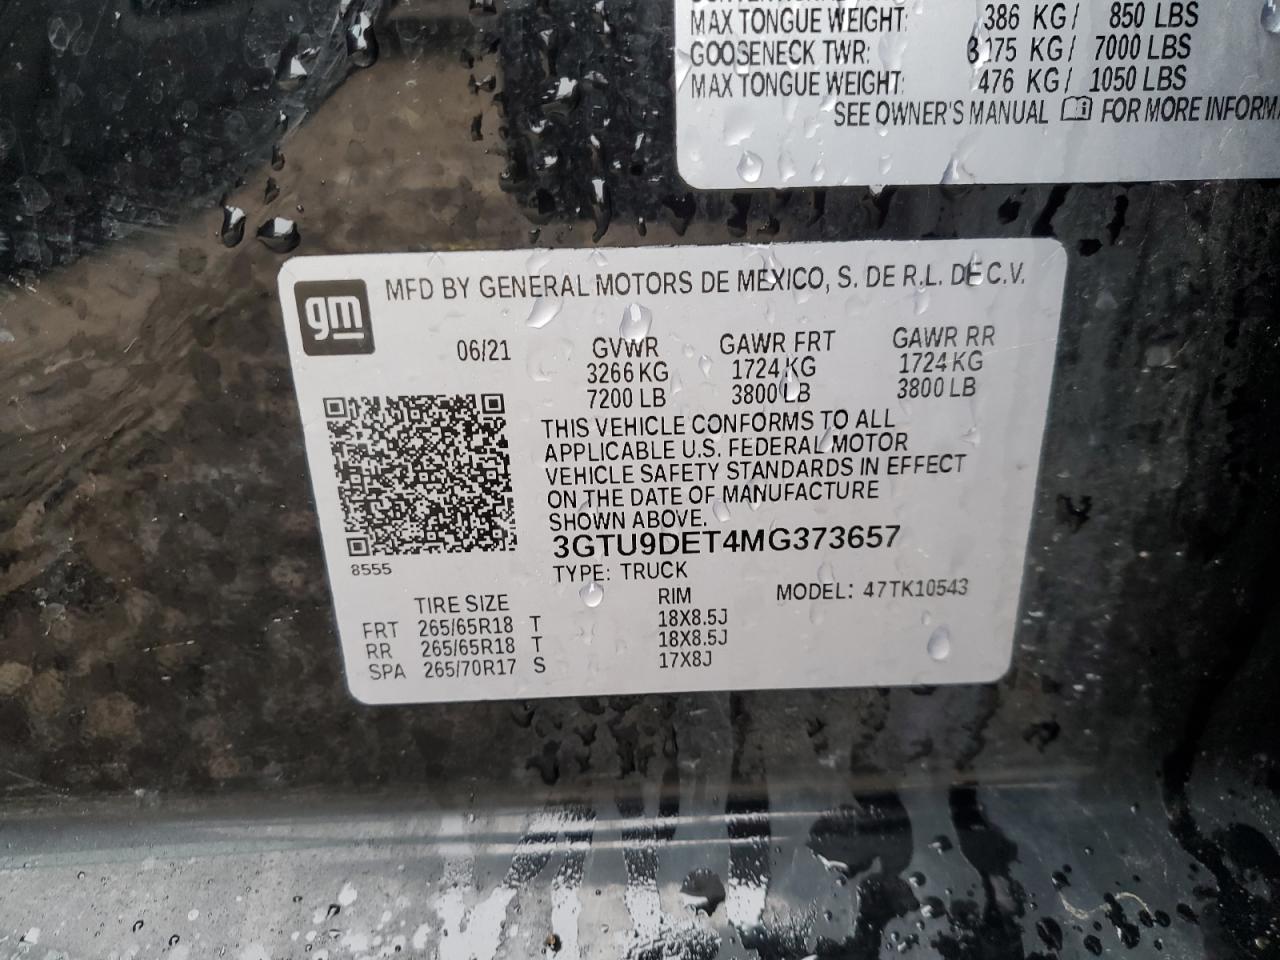 MAX TONGUE WEIGHT: 386 KG/ 850 LBS
GOOSENECK TWR: 3175 KG/ 7000 LBS
MAX TONGUE WEIGHT: 476 KG/ 1050 LBS
SEE OWNER'S MANUAL FOR MORE
gm
MFD BY GENERAL MOTORS DE MEXICO, S. DE R.L. DE C.V.
06/21
GVWR GAWR FRT GAWR RR
3266 KG 1724 KG 1724 KG
7200 LB 3800 LB 3800 LB
THIS VEHICLE CONFORMS TO ALL
APPLICABLE U.S. FEDERAL MOTOR
VEHICLE SAFETY STANDARDS IN EFFECT
ON THE DATE OF MANUFACTURE
SHOWN ABOVE.
3GTU9DET4MG373657
8555
TYPE: TRUCK
MODEL: 47TK10543
TIRE SIZE RIM
FRT 265/65R18 T 18X8.5J
RR 265/65R18 T 18X8.5J
SPA 265/70R17 S 17X8J